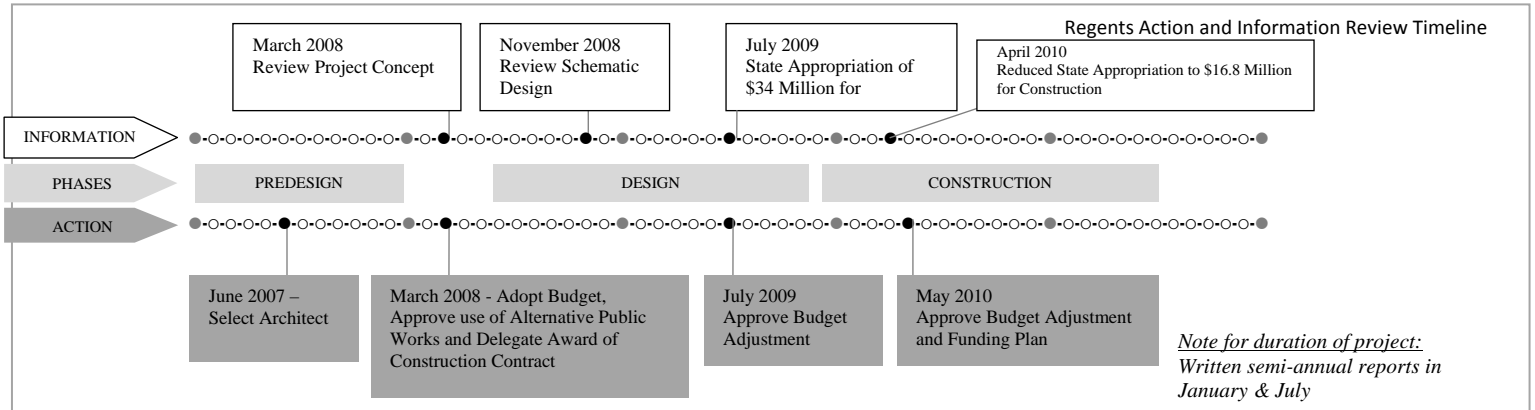 Regents Action and Information Review Timeline
March 2008
Review Project Concept
November 2008
Review Schematic
Design
July 2009
State Appropriation of
$34 Million for
April 2010
Reduced State Appropriation to $16.8 Million
for Construction
INFORMATION
PHASES
PREDESIGN
DESIGN
CONSTRUCTION
ACTION
June 2007 –
Select Architect
March 2008 - Adopt Budget,
Approve use of Alternative Public
Works and Delegate Award of
Construction Contract
July 2009
Approve Budget
Adjustment
May 2010
Approve Budget Adjustment
and Funding Plan
Note for duration of project:
Written semi-annual reports in
January & July